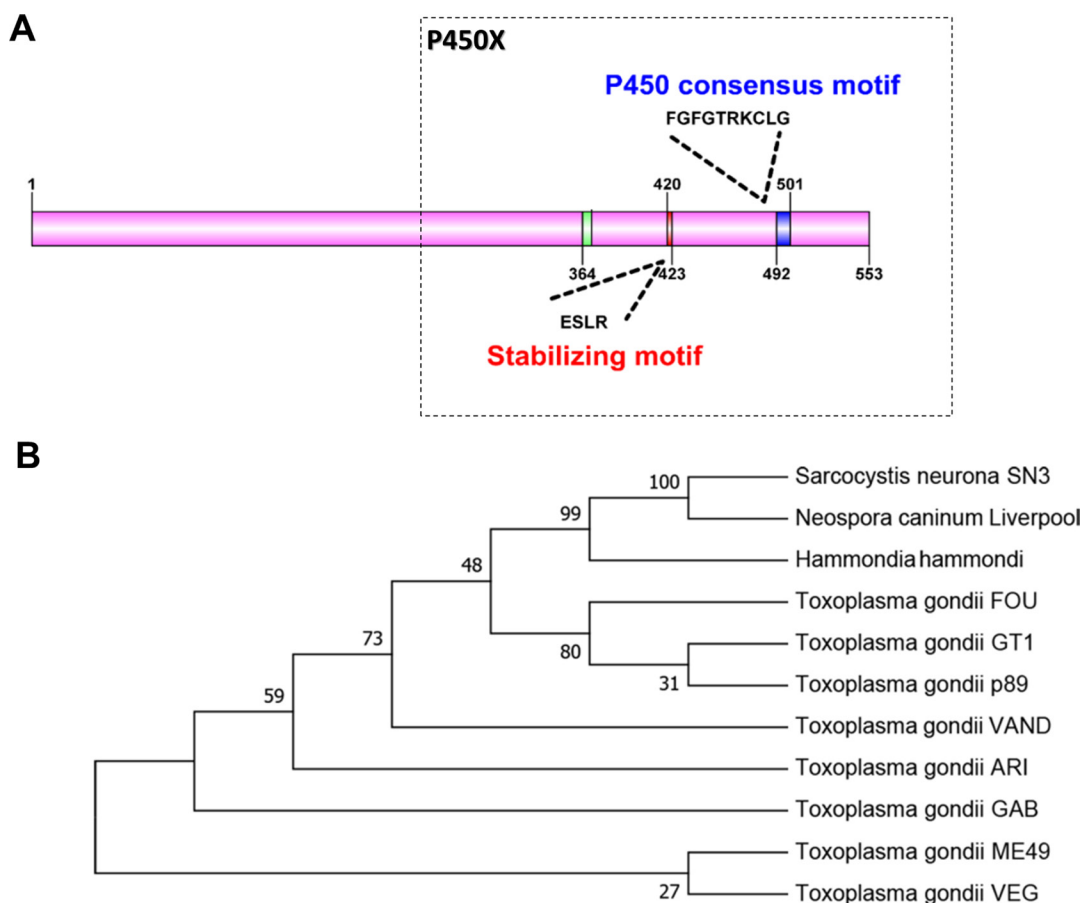 A
P450X
P450 consensus motif
FGFGTRKCLG
1
420
501
364
423
492
553
ESLR
Stabilizing motif
B
100
Sarcocystis neurona SN3
99
Neospora caninum Liverpool
48
Hammondia hammondi
Toxoplasma gondii FOU
73
Toxoplasma gondii GT1
80
31
Toxoplasma gondii p89
59
Toxoplasma gondii VAND
Toxoplasma gondii ARI
Toxoplasma gondii GAB
Toxoplasma gondii ME49
27
Toxoplasma gondii VEG